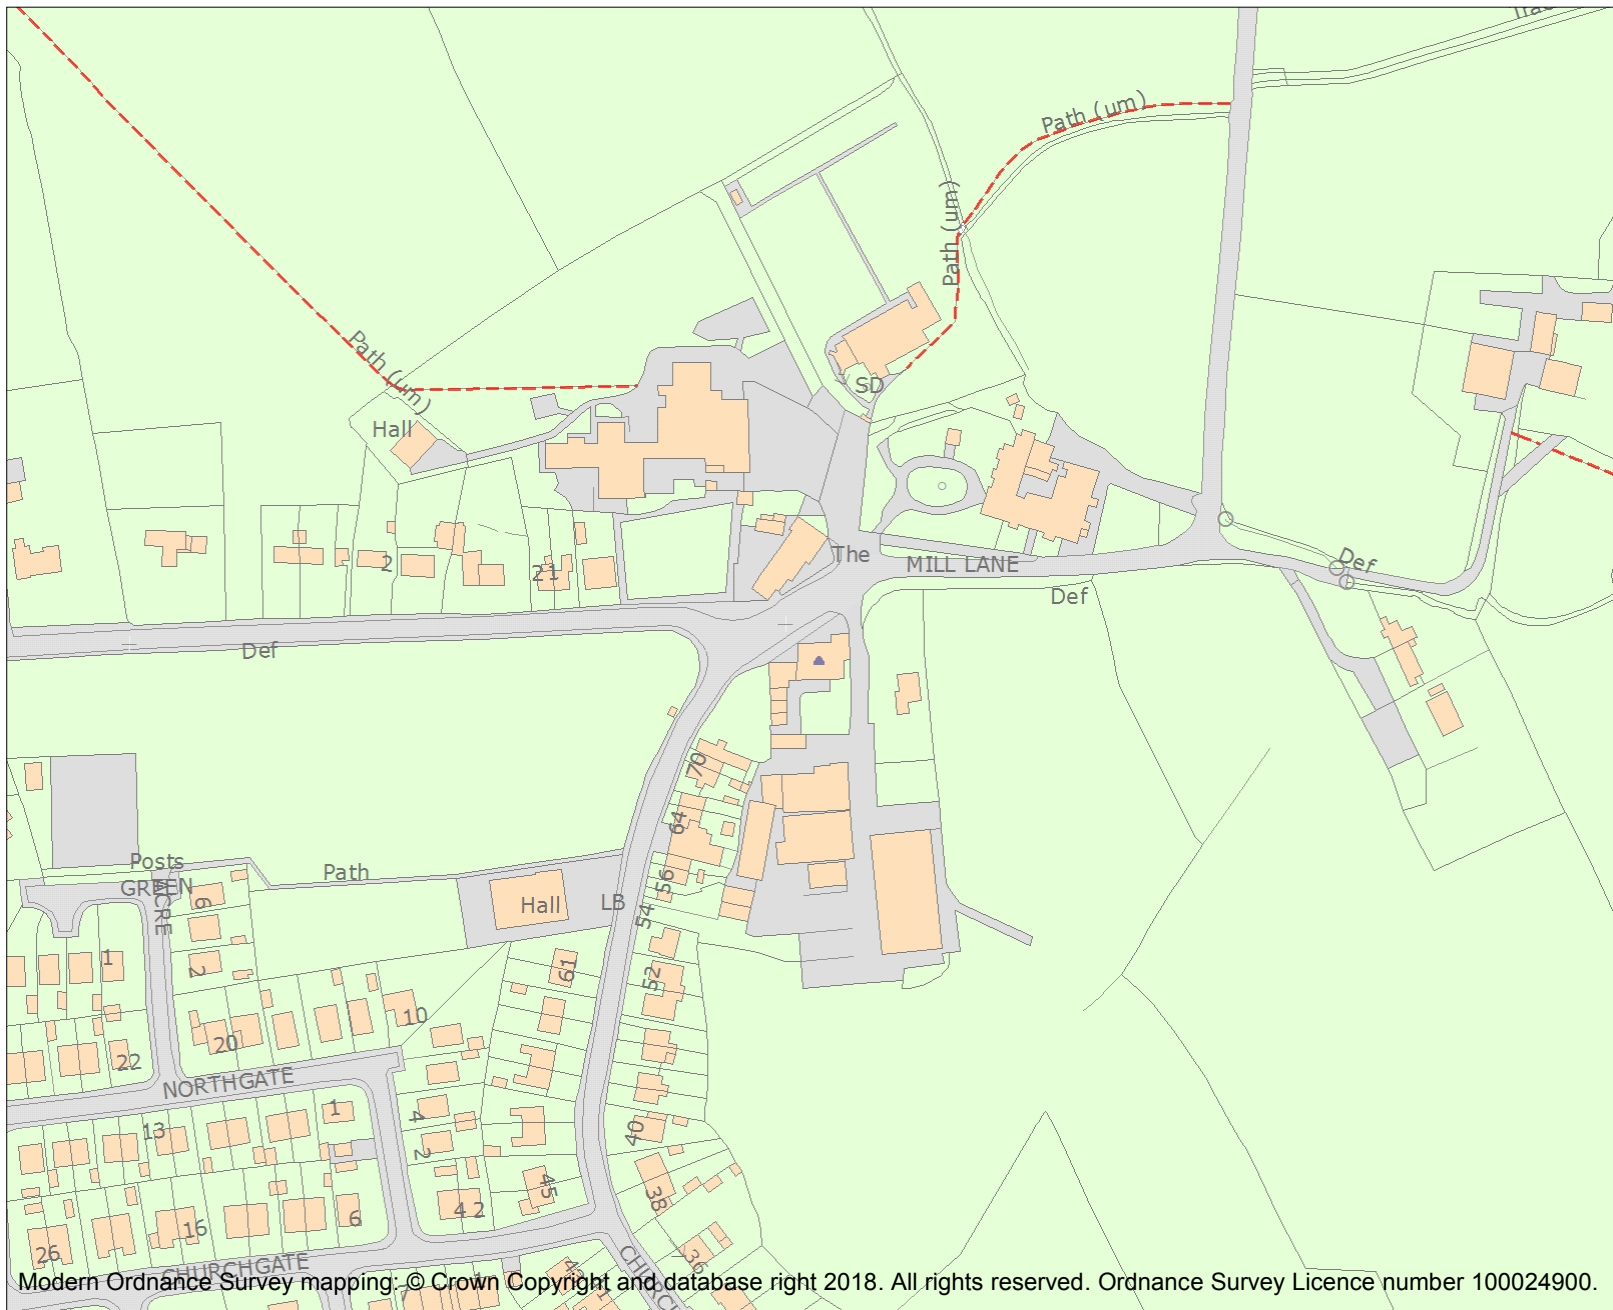 Path (um)
Path (um)
Path (um)
SD
Hall
2
21
The
MILL LANE
Def
Def
Def
70
64
56
54
52
Posts
Path
GREEN
ACRE
6
2
1
Hall
LB
61
10
20
22
NORTHGATE
1
13
4
2
40
45
38
4 2
6
16
26
36
CHURCHGATE
Modern Ordnance Survey mapping: © Crown Copyright and database right 2018. All rights reserved. Ordnance Survey Licence number 100024900.